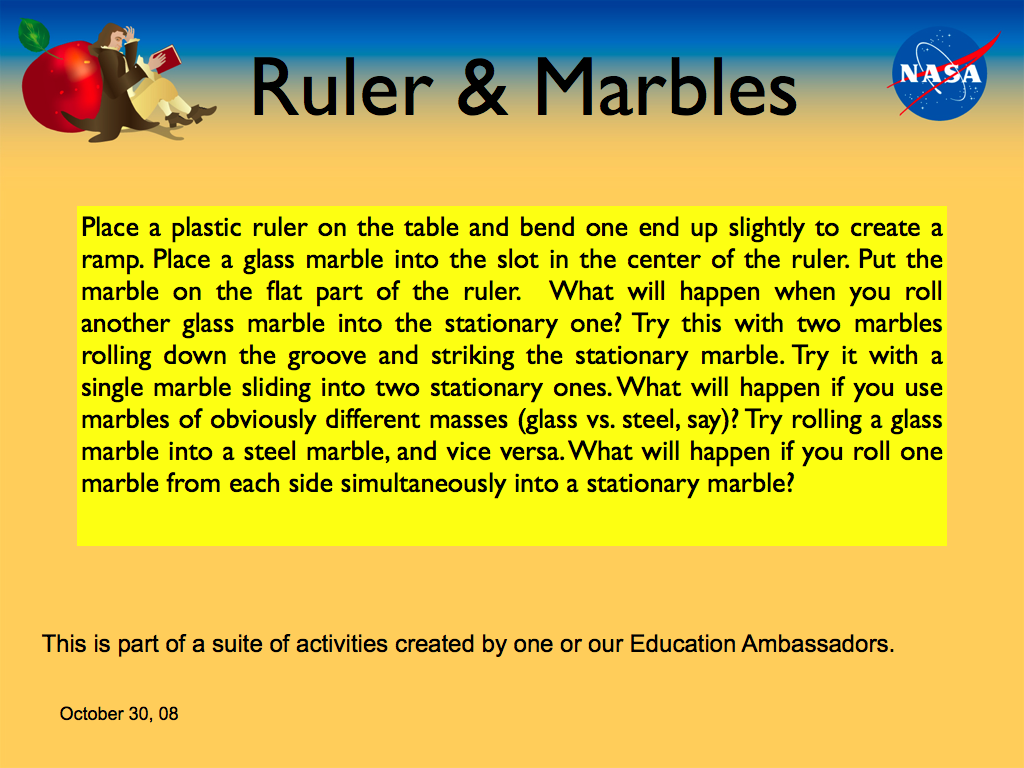 Ruler & Marbles
NASA
Place a plastic ruler on the table and bend one end up slightly to create a
ramp. Place a glass marble into the slot in the center of the ruler. Put the
marble on the flat part of the ruler.  What will happen when you roll
another glass marble into the stationary one? Try this with two marbles
rolling down the groove and striking the stationary marble. Try it with a
single marble sliding into two stationary ones. What will happen if you use
marbles of obviously different masses (glass vs. steel, say)? Try rolling a glass
marble into a steel marble, and vice versa. What will happen if you roll one
marble from each side simultaneously into a stationary marble?
This is part of a suite of activities created by one or our Education Ambassadors.
October 30, 08